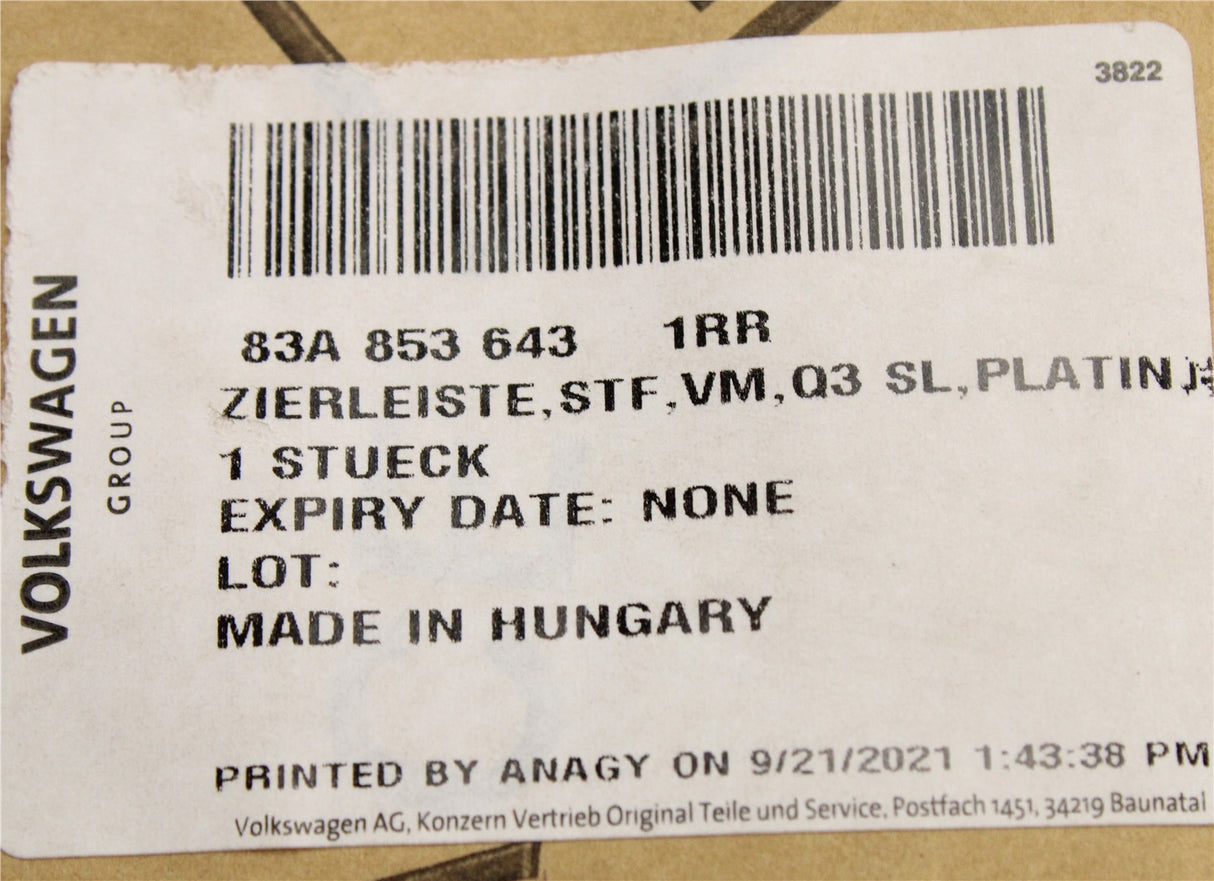 3822
VOLKSWAGEN
GROUP
83A 853 643 1RR
ZIERLEISTE,STF,VM,Q3 SL,PLATIN
1 STUECK
EXPIRY DATE: NONE
LOT:
MADE IN HUNGARY
PRINTED BY ANAGY ON 9/21/2021 1:43:38 PM
Volkswagen AG, Konzern Vertrieb Original Teile und Service, Postfach 1451, 34219 Baunatal